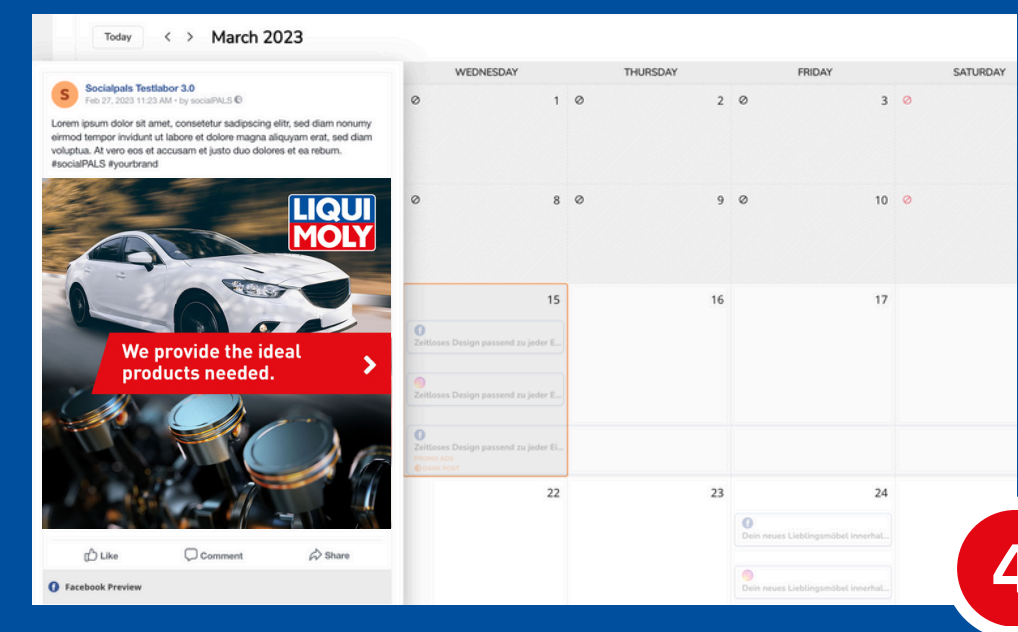 Today < > March 2023
WEDNESDAY THURSDAY FRIDAY SATURDAY
S
Socialpals Testlabor 3.0
Feb 27, 2023 11:23 AM • by socialPALS
Lorem ipsum dolor sit amet, consetetur sadipscing elitr, sed diam nonumy
eirmod tempor invidunt ut labore et dolore magna aliquyam erat, sed diam
voluptua. At vero eos et accusam et justo duo dolores et ea rebum.
#socialPALS #yourbrand
LIQUI
MOLY
We provide the ideal
products needed.
Like Comment Share
Facebook Preview
1 2 3
8 9 10
15 16 17
Zeitloses Design passend zu jeder E...
Zeitloses Design passend zu jeder E...
Zeitloses Design passend zu jeder Ei...
DARK POST
22 23 24
Dein neues Lieblingsmöbel innerhal...
Dein neues Lieblingsmöbel innerhal...
4